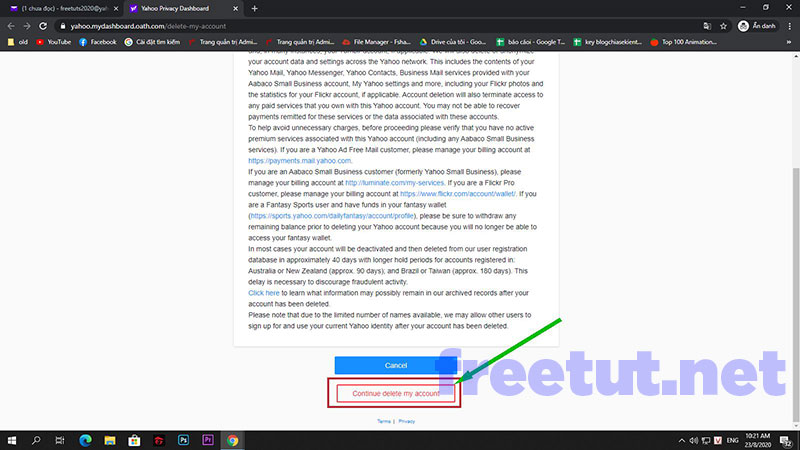 (1 chưa đọc) - freetuts2020@yah
Yahoo Privacy Dashboard
yahoo.mydashboard.oath.com/delete-my-account
Ẩn danh
old
YouTube
Facebook
Cài đặt tìm kiếm
Trang quản trị Admi...
Trang quản trị Admi...
File Manager - Fsha...
Drive của tôi - Goo...
báo cáoi - Google T...
key blogchiasekient...
Top 100 Animation...
your account data and settings across the Yahoo network. This includes the contents of your
Yahoo Mail, Yahoo Messenger, Yahoo Contacts, Business Mail services provided with your
Aabaco Small Business account, My Yahoo settings and more, including your Flickr photos and
the statistics for your Flickr account, if applicable. Account deletion will also terminate access to
any paid services that you own with this Yahoo account. You may not be able to recover
payments remitted for these services or the data associated with these accounts.
To help avoid unnecessary charges, before proceeding please verify that you have no active
premium services associated with this Yahoo account (including any Aabaco Small Business
services). If you are a Yahoo Ad Free Mail customer, please manage your billing account at
https://payments.mail.yahoo.com.
If you are an Aabaco Small Business customer (formerly Yahoo Small Business), please
manage your billing account at http://luminate.com/my-services. If you are a Flickr Pro
customer, please manage your billing account at https://www.flickr.com/account/wallet/. If you
are a Fantasy Sports user and have funds in your fantasy wallet
(https://sports.yahoo.com/dailyfantasy/account/profile), please be sure to withdraw any
remaining balance prior to deleting your Yahoo account because you will no longer be able to
access your fantasy wallet.
In most cases your account will be deactivated and then deleted from our user registration
database in approximately 40 days with longer hold periods for accounts registered in:
Australia or New Zealand (approx. 90 days); and Brazil or Taiwan (approx. 180 days). This
delay is necessary to discourage fraudulent activity.
Click here to learn what information may possibly remain in our archived records after your
account has been deleted.
Please note that due to the limited number of names available, we may allow other users to
sign up for and use your current Yahoo identity after your account has been deleted.
Cancel
Continue delete my account
freetut.net
Terms | Privacy
ENG
10:21 AM
23/8/2020